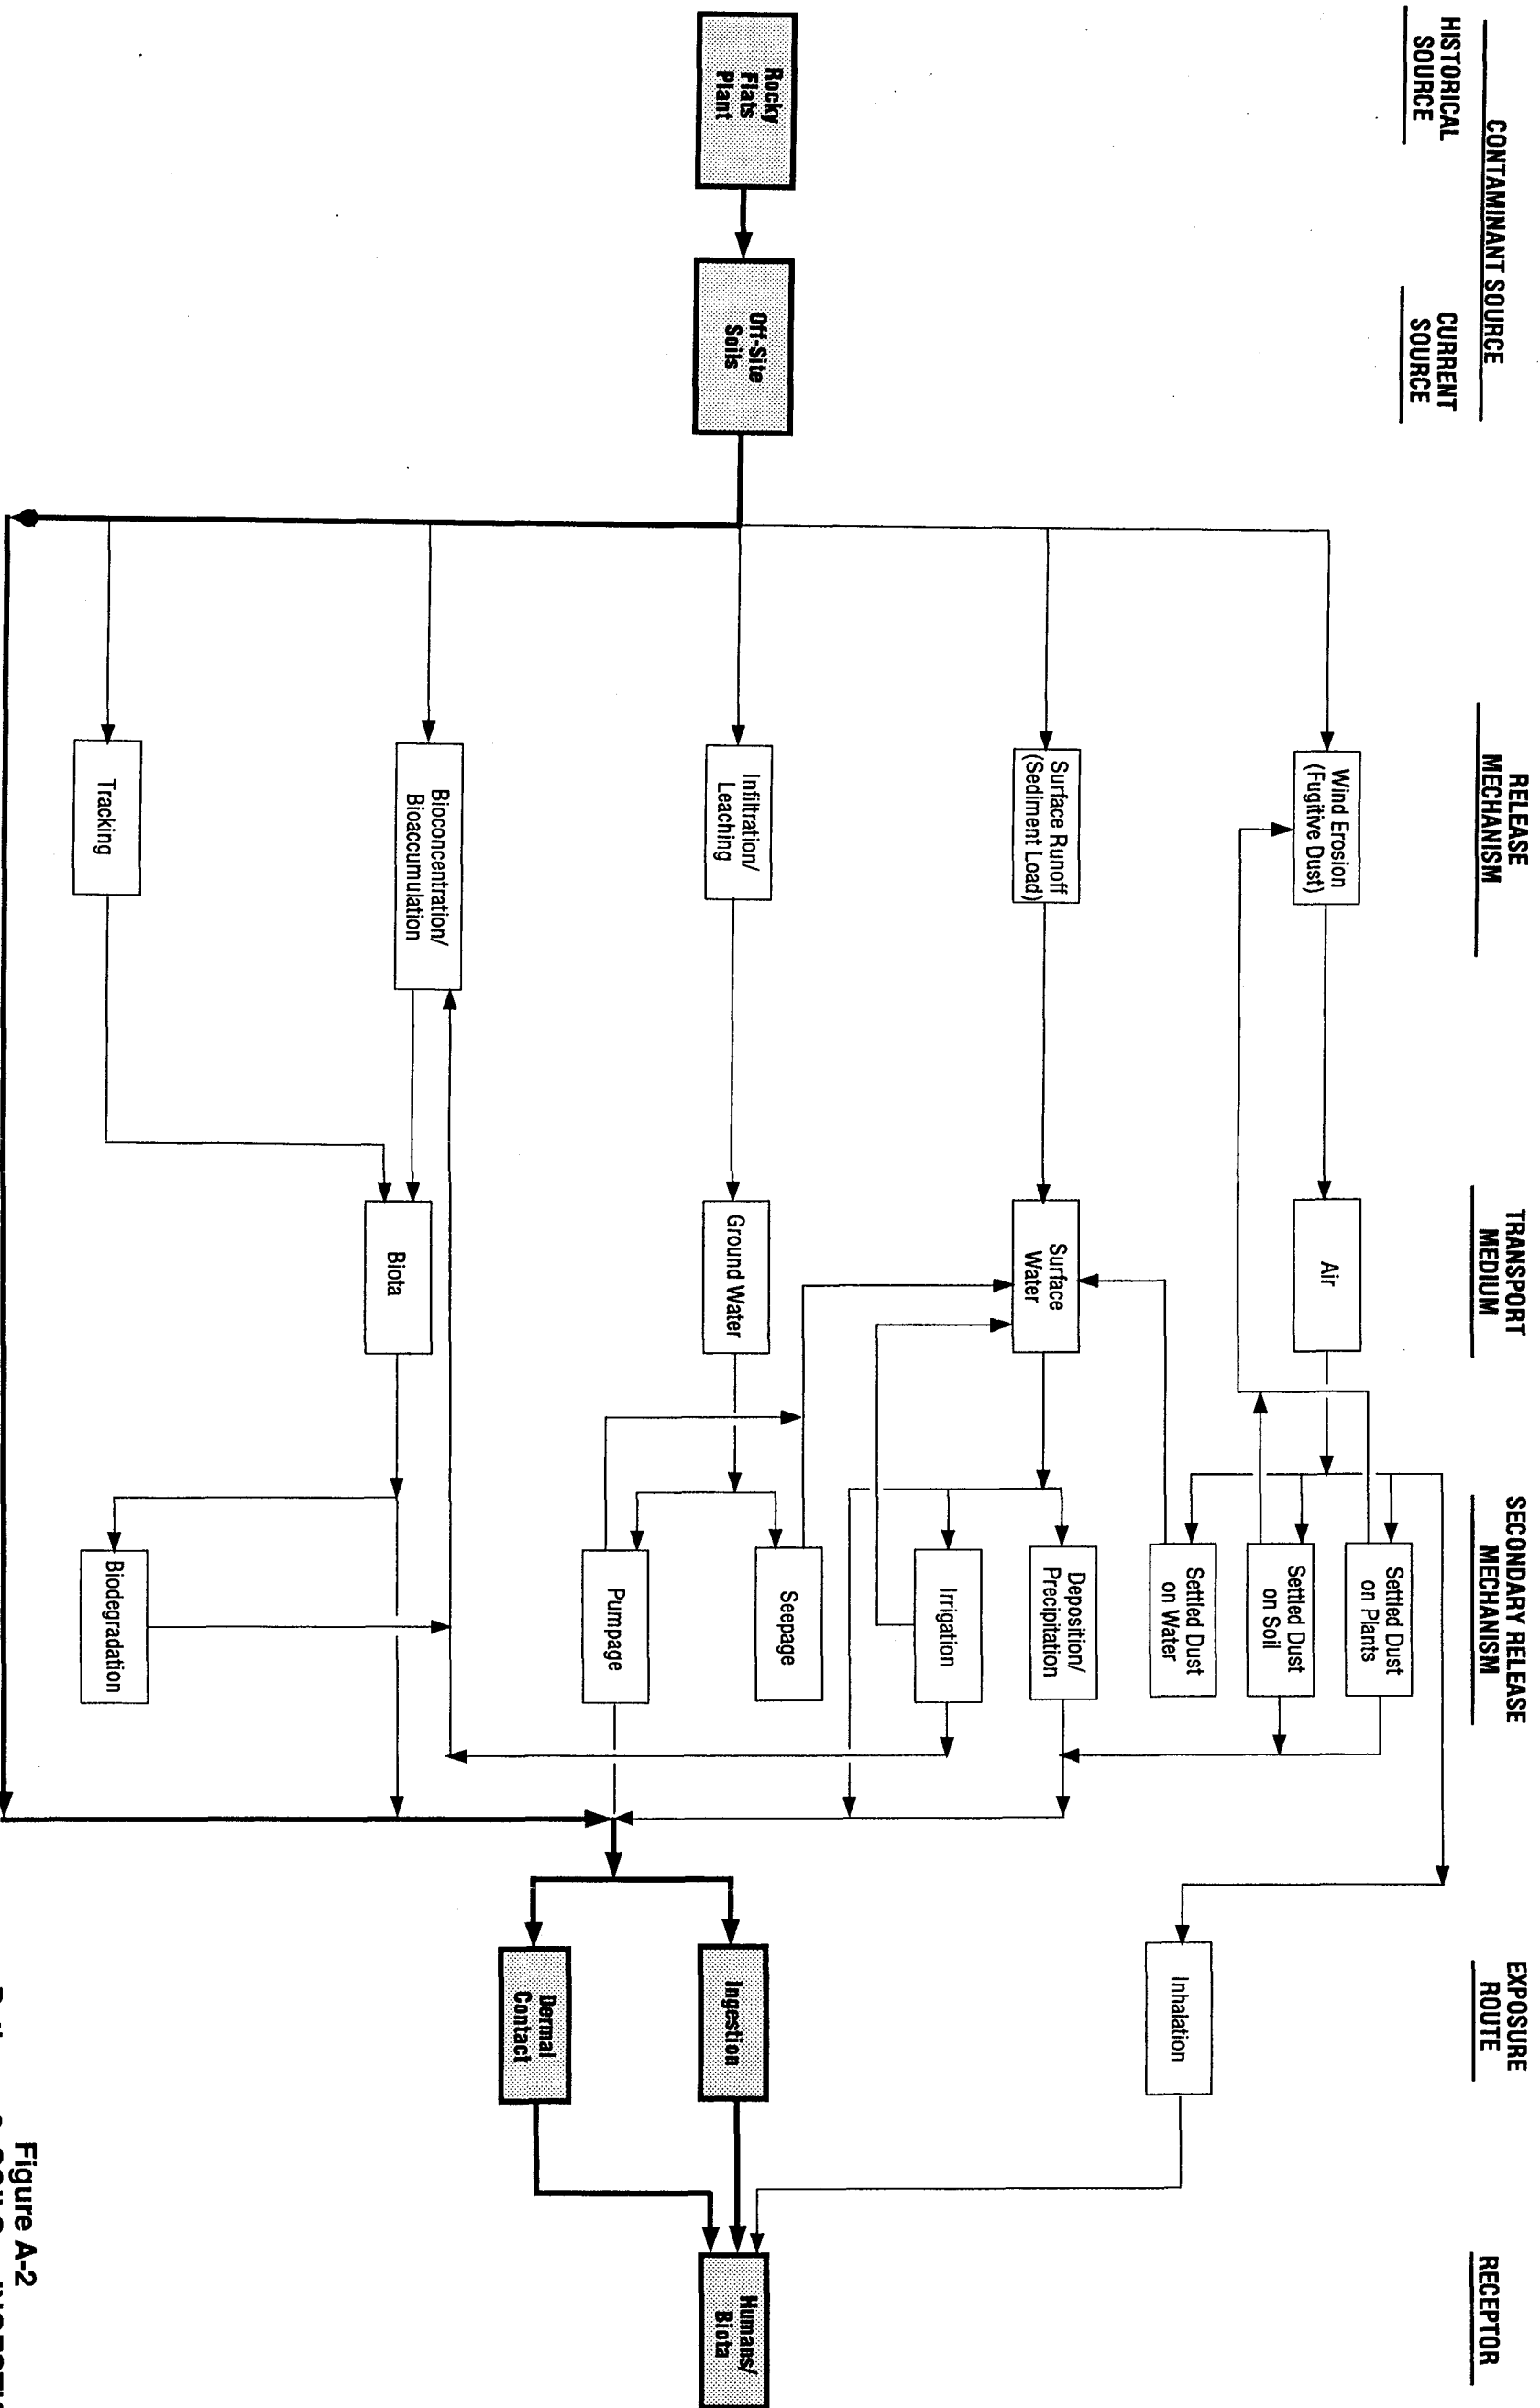 CONTAMINANT SOURCE
HISTORICAL
SOURCE
CURRENT
SOURCE
RELEASE
MECHANISM
TRANSPORT
MEDIUM
SECONDARY RELEASE
MECHANISM
EXPOSURE
ROUTE
RECEPTOR
Rocky
Flats
Plant
Off-Site
Soils
Wind Erosion
(Fugitive Dust)
Surface Runoff
(Sediment Load)
Infiltration/
Leaching
Bioconcentration/
Bioaccumulation
Tracking
Air
Surface
Water
Ground Water
Biota
Settled Dust
on Plants
Settled Dust
on Soil
Settled Dust
on Water
Deposition/
Precipitation
Irrigation
Seepage
Pumpage
Biodegradation
Inhalation
Ingestion
Dermal
Contact
Humans/
Biota
Figure A-2